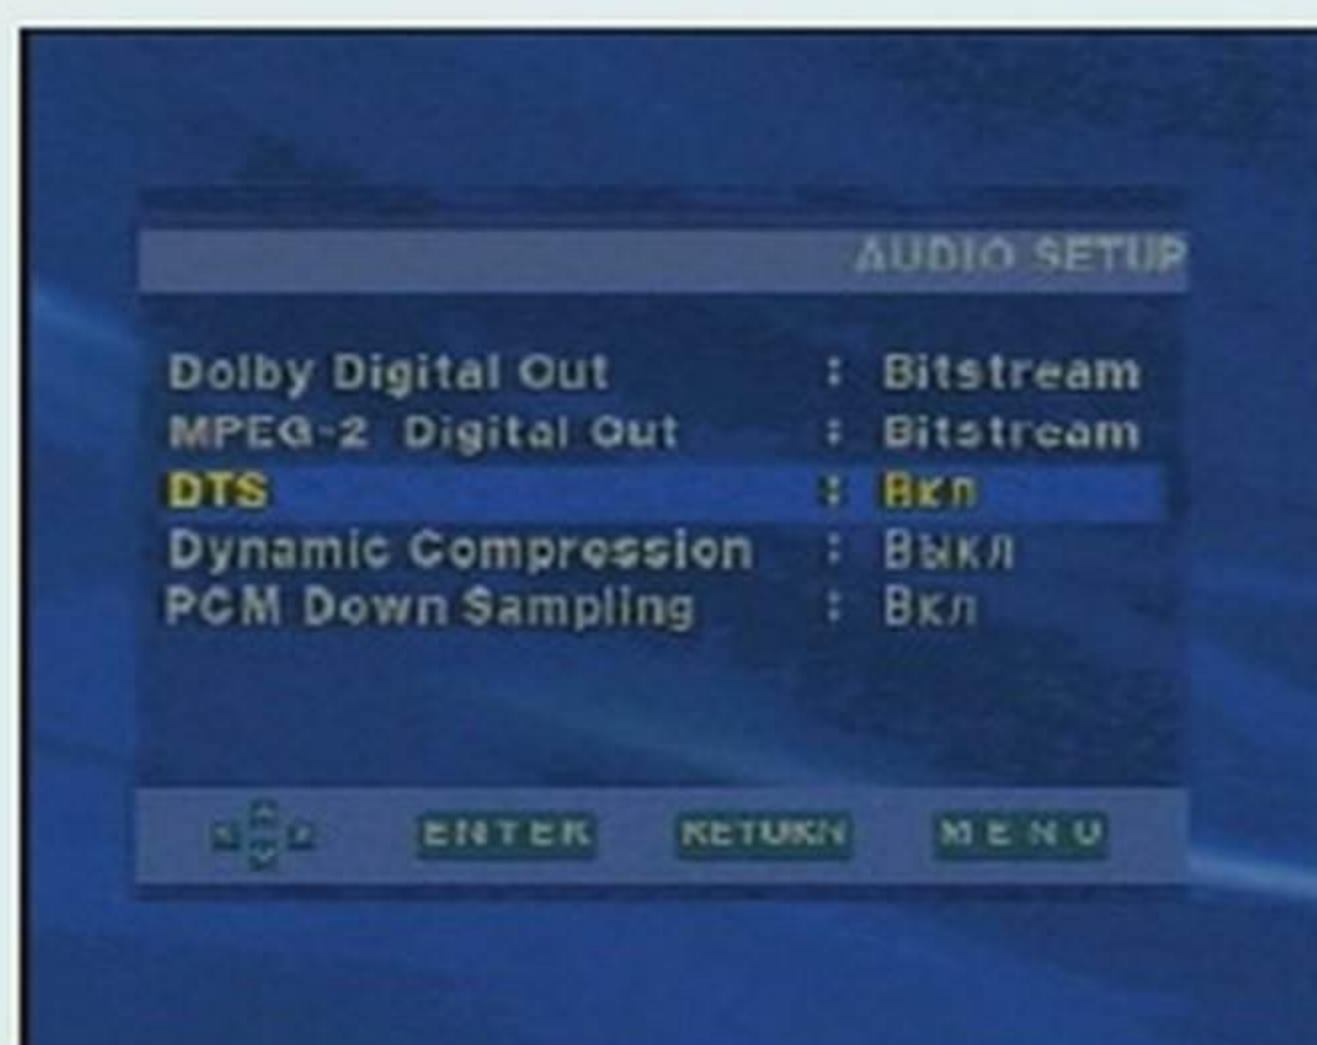 AUDIO SETUP
Dolby Digital Out : Bitstream
MPEG-2 Digital Out : Bitstream
DTS : Вкл
Dynamic Compression : Выкл
PCM Down Sampling : Вкл
ENTER RETURN MENU